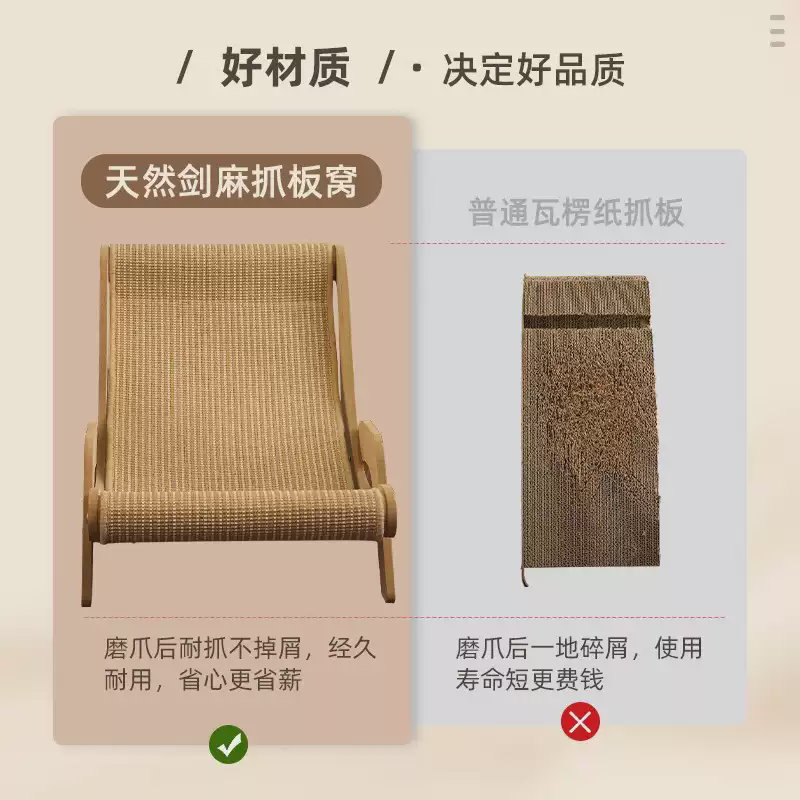 / 好材质 /·决定好品质
天然剑麻抓板窝
普通瓦楞纸抓板
磨爪后耐抓不掉屑，经久
耐用，省心更省薪
磨爪后一地碎屑，使用
寿命短更费钱